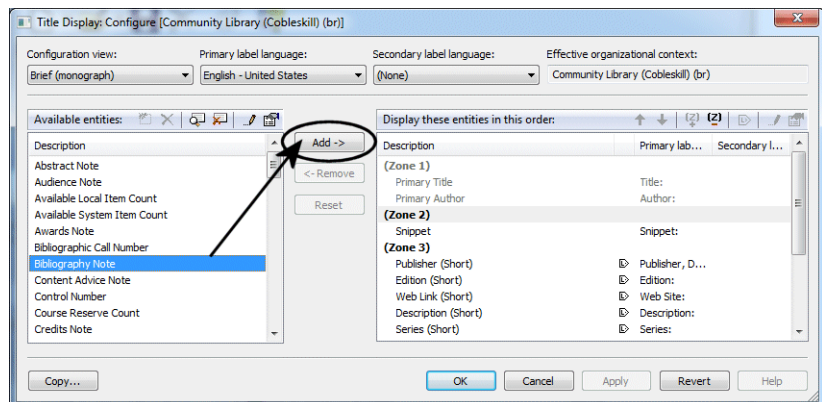 Title Display: Configure [Community Library (Cobleskill) (br)]
Configuration view: Primary label language: Secondary label language: Effective organizational context:
Brief (monograph) English - United States (None) Community Library (Cobleskill) (br)
Available entities: Display these entities in this order:
Add ->
<- Remove
Reset
Description
Abstract Note
Audience Note
Available Local Item Count
Available System Item Count
Awards Note
Bibliographic Call Number
Bibliography Note
Content Advice Note
Control Number
Course Reserve Count
Credits Note
Description Primary lab... Secondary l...
(Zone 1)
Primary Title Title:
Primary Author Author:
(Zone 2)
Snippet Snippet:
(Zone 3)
Publisher (Short) Publisher, D...
Edition (Short) Edition:
Web Link (Short) Web Site:
Description (Short) Description:
Series (Short) Series:
Copy... OK Cancel Apply Revert Help